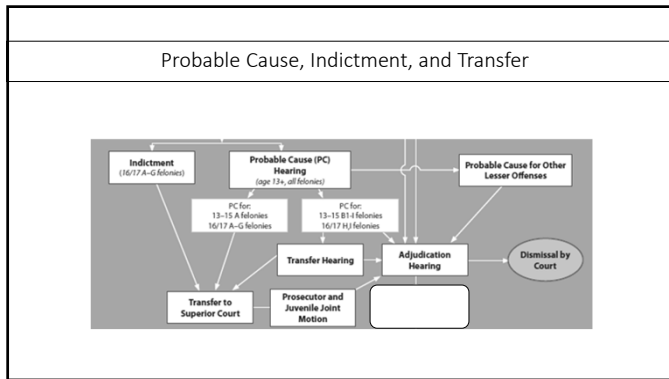 Probable Cause, Indictment, and Transfer
Indictment
(16/17 A–G felonies)
Probable Cause (PC)
Hearing
(age 13+, all felonies)
Probable Cause for Other
Lesser Offenses
PC for:
13–15 A felonies
16/17 A–G felonies
PC for:
13–15 B1-I felonies
16/17 H,I felonies
Transfer Hearing
Adjudication
Hearing
Dismissal by
Court
Transfer to
Superior Court
Prosecutor and
Juvenile Joint
Motion